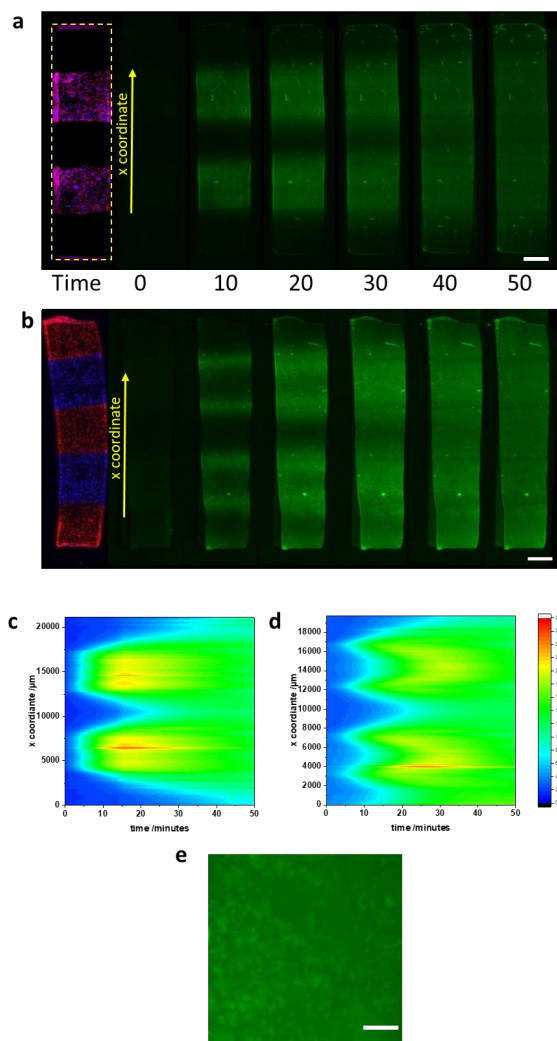 a
x coordinate
Time 0 10 20 30 40 50
b
x coordinate
c
d
20000
15000
10000
5000
0
x coordiante /µm
0 10 20 30 40 50
time /minutes
18000
16000
14000
12000
10000
8000
6000
4000
2000
0
x coordinate /µm
0 10 20 30 40 50
time /minutes
e